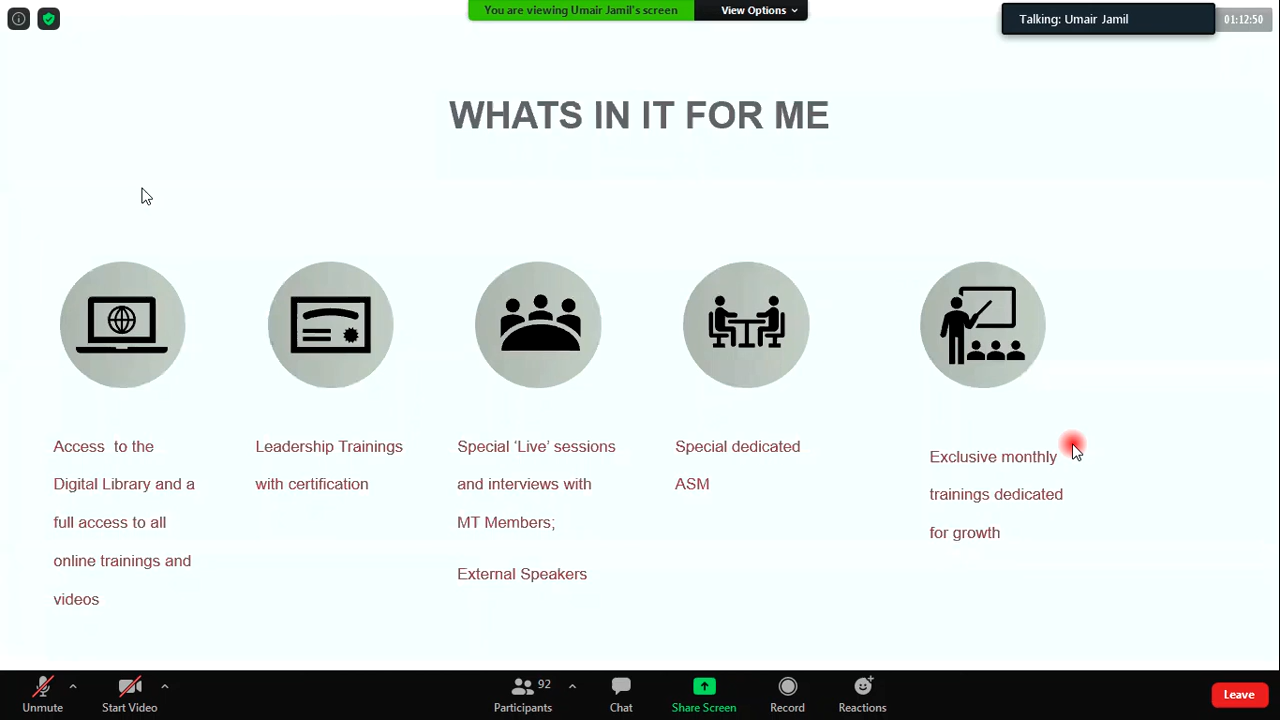 You are viewing Umair Jamil's screen
View Options
Talking: Umair Jamil
01:12:50
WHATS IN IT FOR ME
Access to the
Digital Library and a
full access to all
online trainings and
videos
Leadership Trainings
with certification
Special ‘Live’ sessions
and interviews with
MT Members;
External Speakers
Special dedicated
ASM
Exclusive monthly
trainings dedicated
for growth
Unmute
Start Video
92
Participants
Chat
Share Screen
Record
Reactions
Leave